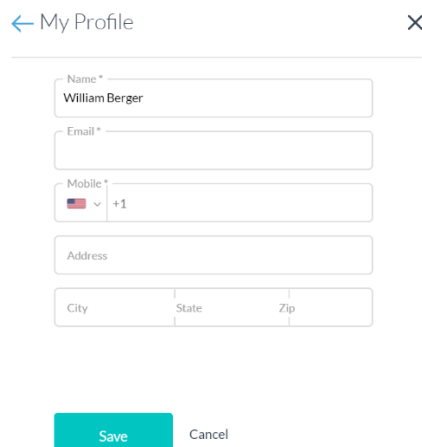 My Profile
Name *
William Berger
Email *
Mobile *
+1
Address
City State Zip
Save Cancel